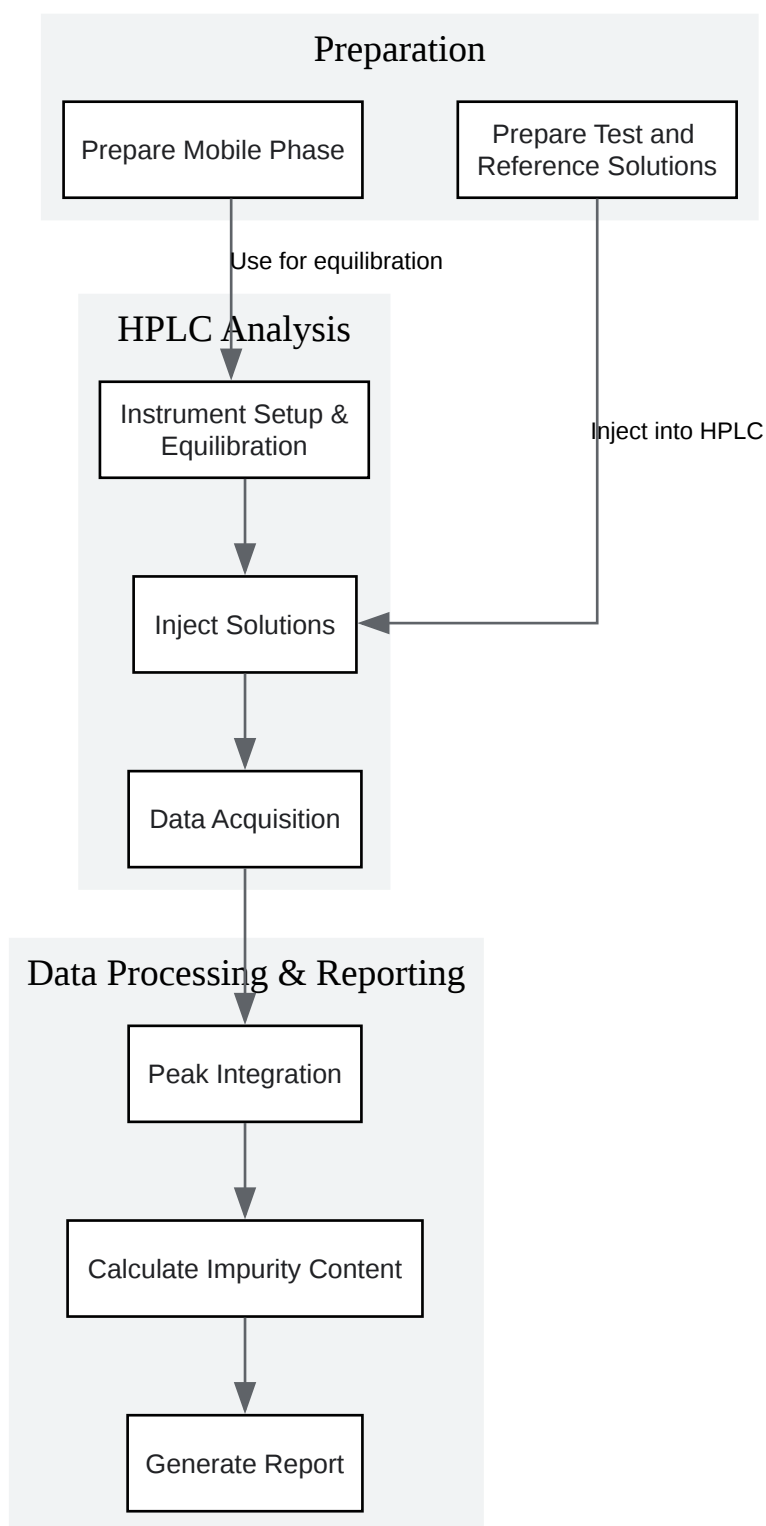 Preparation
Prepare Mobile Phase
Prepare Test and
Reference Solutions
Use for equilibration
HPLC Analysis
Instrument Setup &
Equilibration
Inject into HPLC
Inject Solutions
Data Acquisition
Data Processing & Reporting
Peak Integration
Calculate Impurity Content
Generate Report